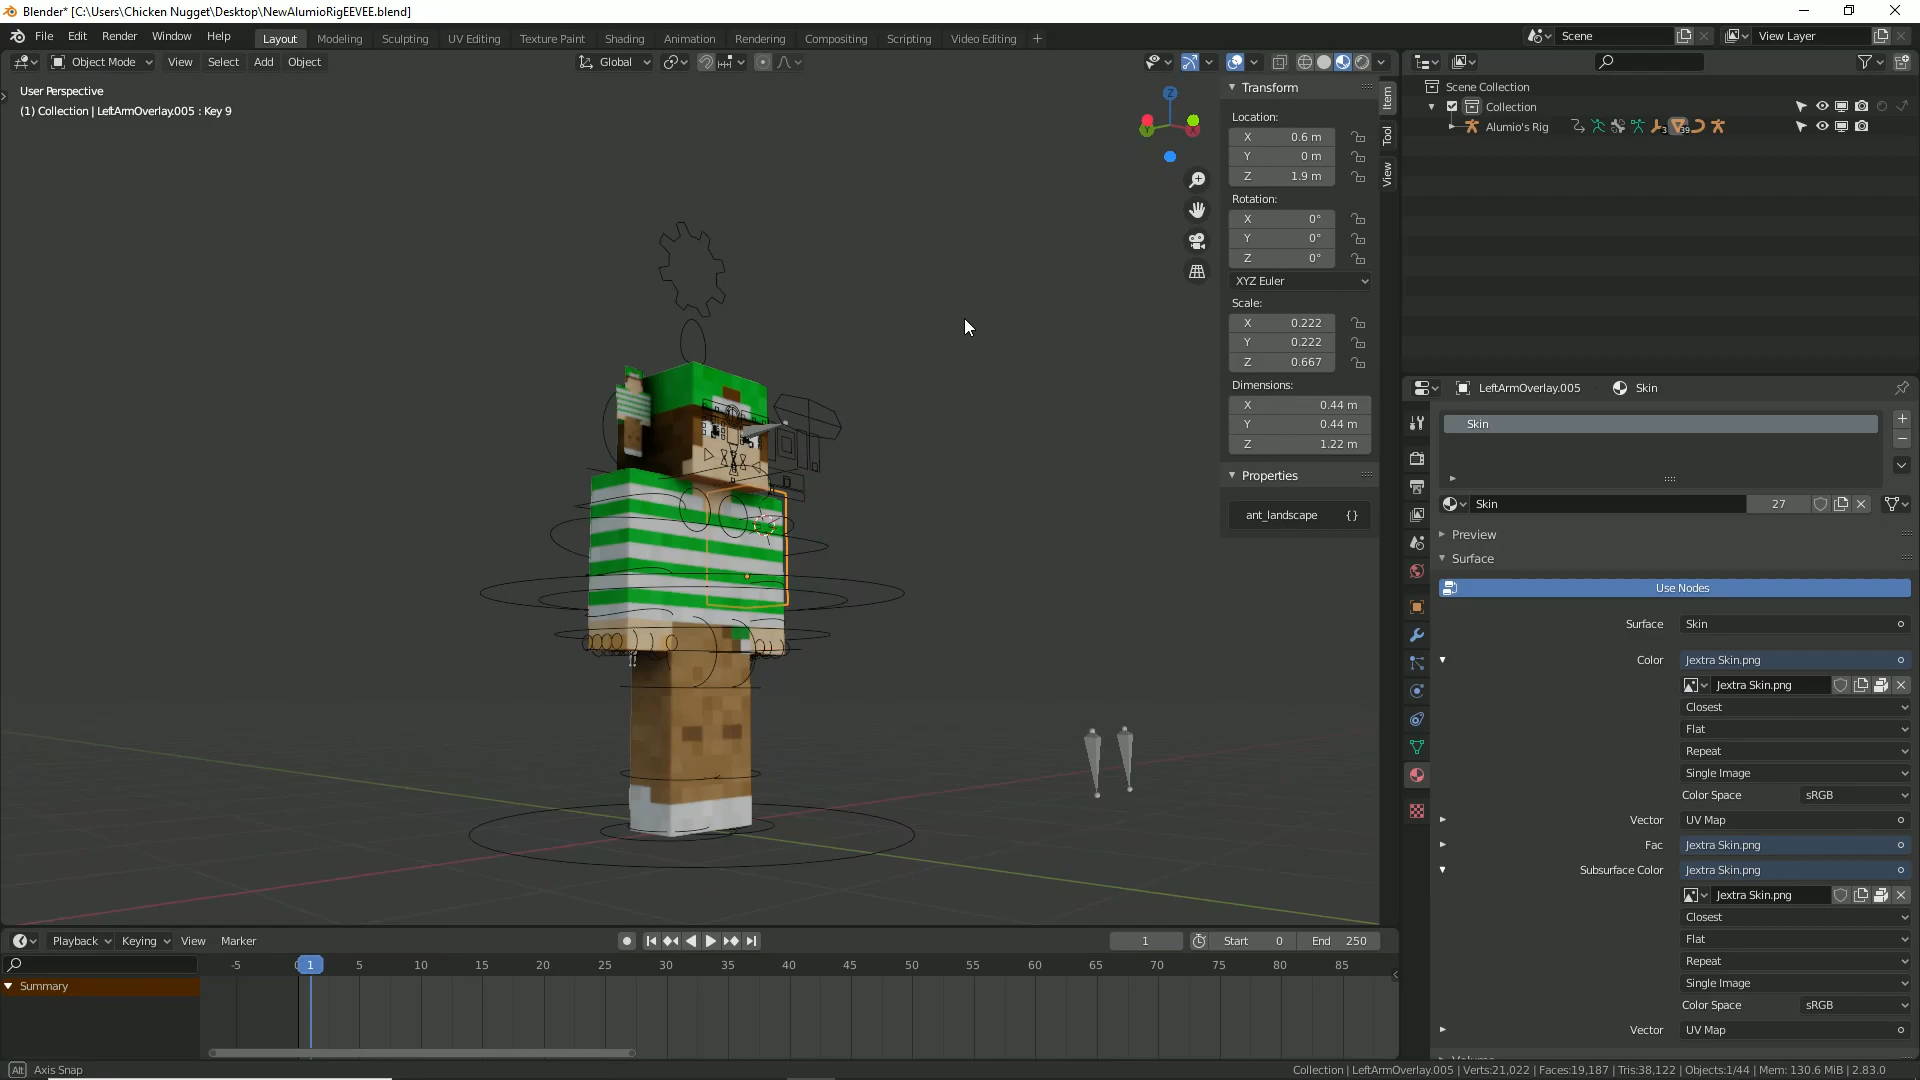 Blender* [C:\Users\Chicken Nugget\Desktop\NewAlumioRigEEVEE.blend]
File Edit Render Window Help
Layout Modeling Sculpting UV Editing Texture Paint Shading Animation Rendering Compositing Scripting Video Editing +
Scene View Layer
Object Mode View Select Add Object Global
User Perspective
(1) Collection | LeftArmOverlay.005 : Key 9
Z
Y
X
Item
Tool
View
Transform
Location:
X 0.6 m
Y 0 m
Z 1.9 m
Rotation:
X 0°
Y 0°
Z 0°
XYZ Euler
Scale:
X 0.222
Y 0.222
Z 0.667
Dimensions:
X 0.44 m
Y 0.44 m
Z 1.22 m
Properties
ant_landscape {}
Scene Collection
Collection
Alumio's Rig 3 39
LeftArmOverlay.005 Skin
Skin
Skin 27
Preview
Surface
Use Nodes
Surface Skin
Color Jextra Skin.png
Jextra Skin.png
Closest
Flat
Repeat
Single Image
Color Space sRGB
Vector UV Map
Fac Jextra Skin.png
Subsurface Color Jextra Skin.png
Jextra Skin.png
Closest
Flat
Repeat
Single Image
Color Space sRGB
Vector UV Map
Volume
Playback Keying View Marker 1 Start 0 End 250
-5 1 5 10 15 20 25 30 35 40 45 50 55 60 65 70 75 80 85
Summary
Alt Axis Snap
Collection | LeftArmOverlay.005 | Verts:21,022 | Faces:19,187 | Tris:38,122 | Objects:1/44 | Mem: 130.6 MiB | 2.83.0